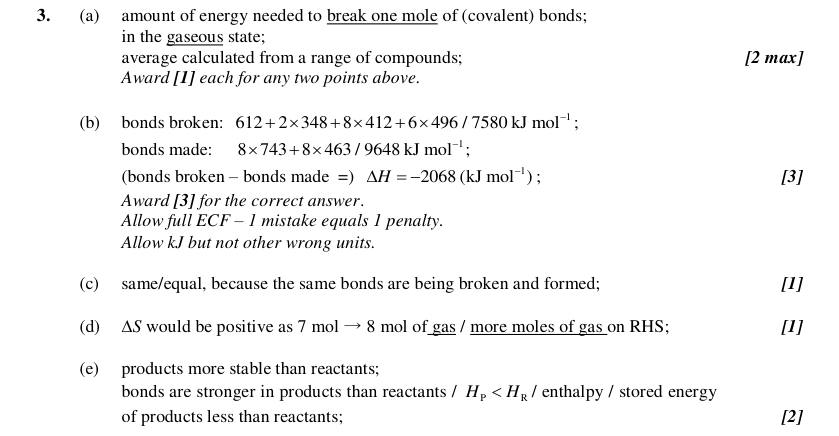 3. (a) amount of energy needed to break one mole of (covalent) bonds;
in the gaseous state;
average calculated from a range of compounds; [2 max]
Award [1] each for any two points above.
(b) bonds broken: 612+2×348+8×412+6×496 / 7580 kJ mol⁻¹;
bonds made: 8×743+8×463 / 9648 kJ mol⁻¹;
(bonds broken – bonds made =) ΔH = −2068 (kJ mol⁻¹); [3]
Award [3] for the correct answer.
Allow full ECF – 1 mistake equals 1 penalty.
Allow kJ but not other wrong units.
(c) same/equal, because the same bonds are being broken and formed; [1]
(d) ΔS would be positive as 7 mol → 8 mol of gas / more moles of gas on RHS; [1]
(e) products more stable than reactants;
bonds are stronger in products than reactants / Hₚ < H_R / enthalpy / stored energy
of products less than reactants; [2]